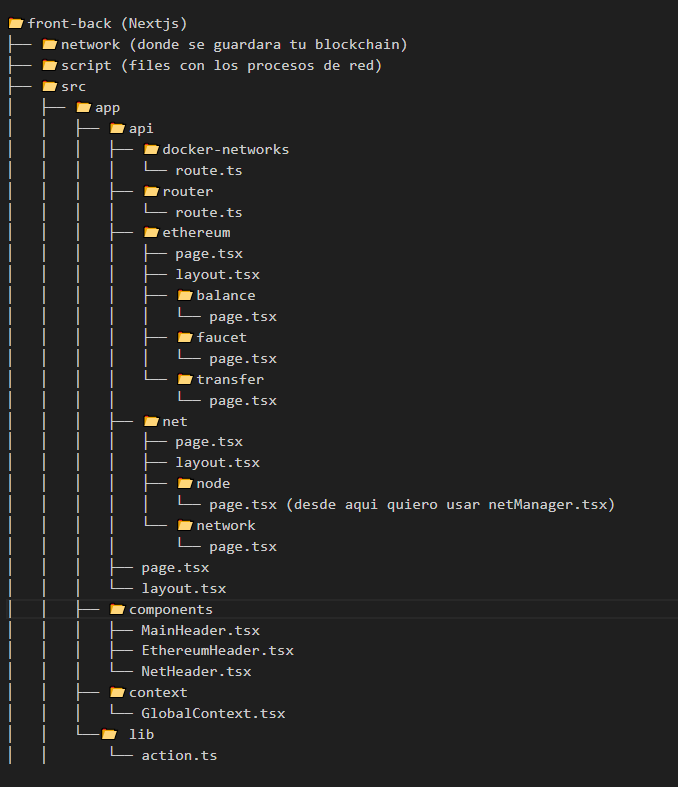 front-back (Nextjs)
├── network (donde se guardara tu blockchain)
├── script (files con los procesos de red)
├── src
│   ├── app
│   │   ├── api
│   │   │   ├── docker-networks
│   │   │   │   └── route.ts
│   │   │   ├── router
│   │   │   │   └── route.ts
│   │   │   ├── ethereum
│   │   │   │   ├── page.tsx
│   │   │   │   ├── layout.tsx
│   │   │   │   ├── balance
│   │   │   │   │   └── page.tsx
│   │   │   │   ├── faucet
│   │   │   │   │   └── page.tsx
│   │   │   │   └── transfer
│   │   │   │       └── page.tsx
│   │   │   ├── net
│   │   │   │   ├── page.tsx
│   │   │   │   ├── layout.tsx
│   │   │   │   ├── node
│   │   │   │   │   └── page.tsx (desde aqui quiero usar netManager.tsx)
│   │   │   │   └── network
│   │   │   │       └── page.tsx
│   │   │   ├── page.tsx
│   │   │   └── layout.tsx
│   │   ├── components
│   │   │   ├── MainHeader.tsx
│   │   │   ├── EthereumHeader.tsx
│   │   │   └── NetHeader.tsx
│   │   ├── context
│   │   │   └── GlobalContext.tsx
│   │   └── lib
│   │       └── action.ts